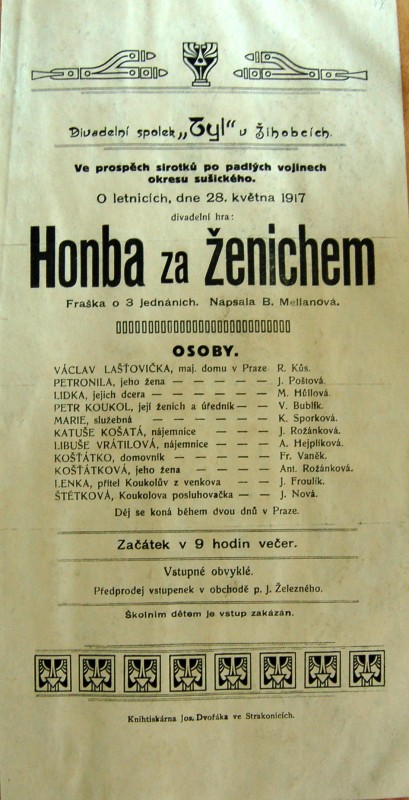 Divadelní spolek „Tyl“ v Žihobcích.
Ve prospěch sirotků po padlých vojínech
okresu sušického.
O letnicích, dne 28. května 1917
divadelní hra:
Honba za ženichem
Fraška o 3 jednáních. Napsala B. Mellanová.
OSOBY.
VÁCLAV LAŠŤOVIČKA, maj. domu v Praze R. Kůs.
PETRONILA, jeho žena — — — — — J. Poštová.
LIDKA, jejich dcera — — — — — — M. Hůllová.
PETR KOUKOL, její ženich a úředník — — V. Bublík.
MARIE, služebná — — — — — — K. Sporková.
KATUŠE KOŠATÁ, nájemnice — — — J. Rožánková.
LIBUŠE VRÁTILOVÁ, nájemnice — — — A. Hejplíková.
KOŠŤÁTKO, domovník — — — — — Fr. Vaněk.
KOŠŤÁTKOVÁ, jeho žena — — — — Ant. Rožánková.
LENKA, přítel Koukolův z venkova — — J. Froulík.
ŠTĚTKOVÁ, Koukolova posluhovačka — — J. Nová.
Děj se koná během dvou dnů v Praze.
Začátek v 9 hodin večer.
Vstupné obvyklé.
Předprodej vstupenek v obchodě p. J. Železného.
Školním dětem je vstup zakázán.
Knihtiskárna Jos. Dvořáka ve Strakonicích.